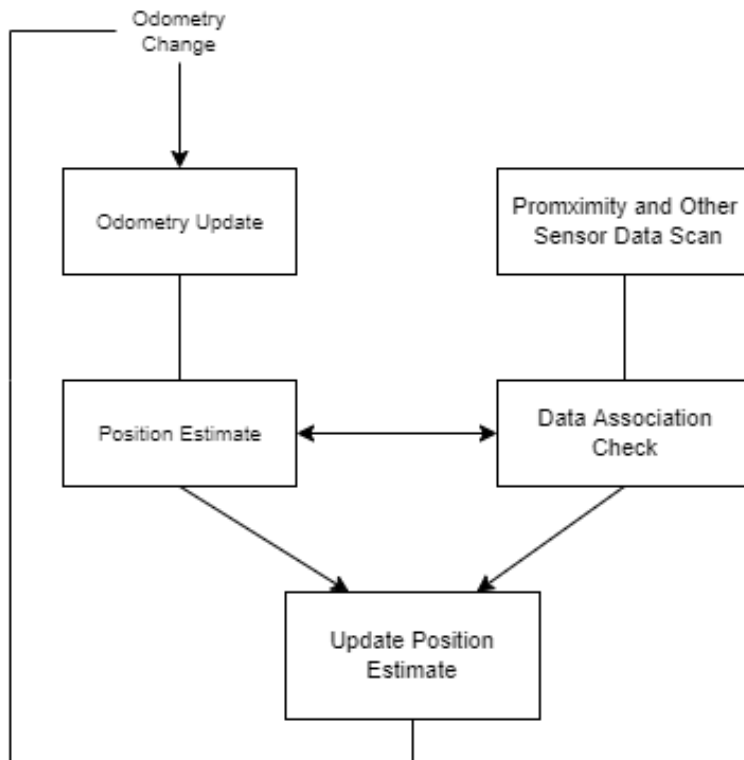 Odometry
Change
Odometry Update
Promximity and Other
Sensor Data Scan
Position Estimate
Data Association
Check
Update Position
Estimate